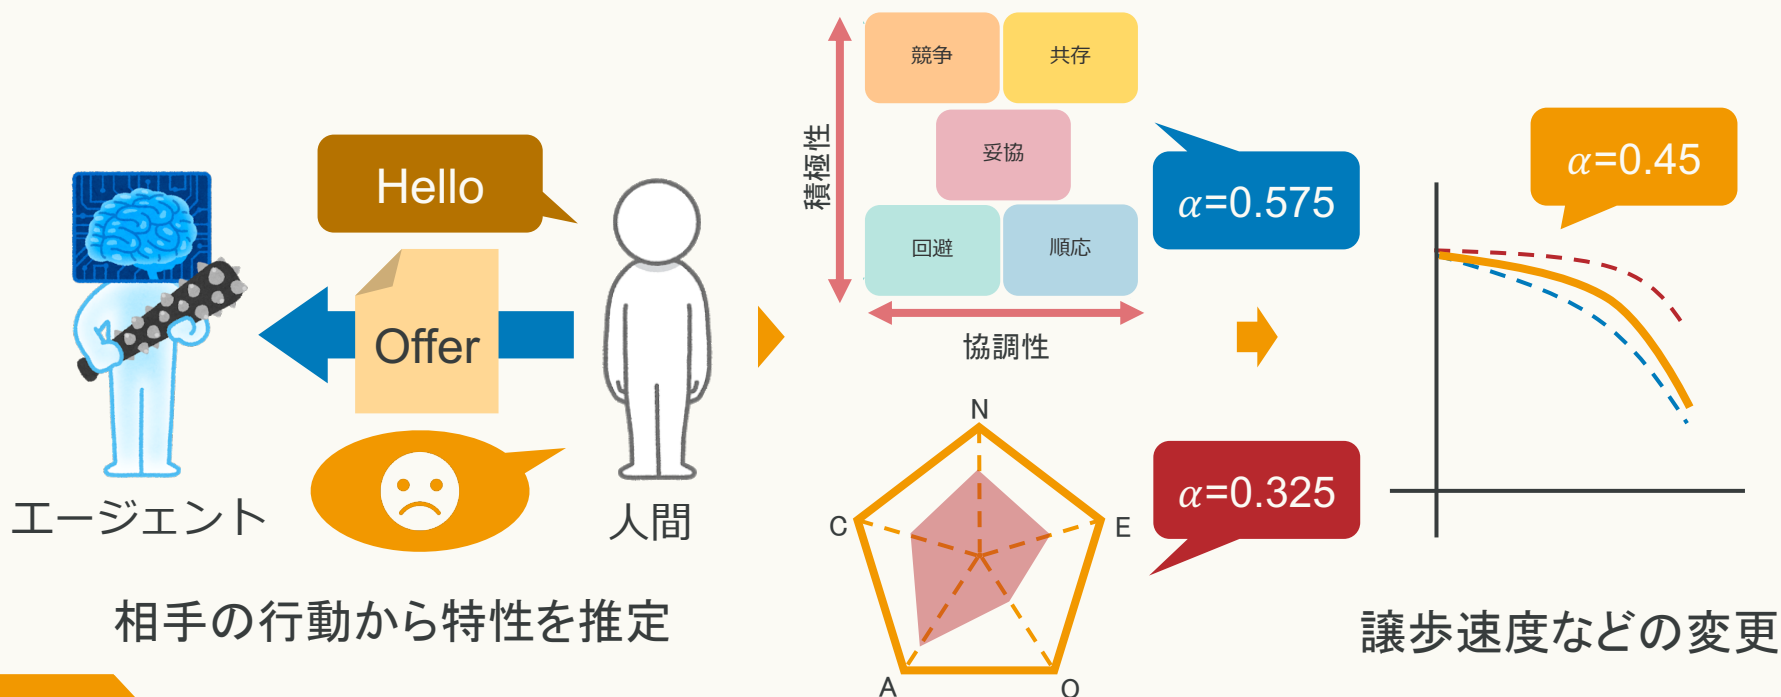 Hello
Offer
エージェント
人間
相手の行動から特性を推定
積極性
競争
共存
妥協
回避
順応
協調性
α=0.575
N
C
E
A
O
α=0.325
α=0.45
譲歩速度などの変更